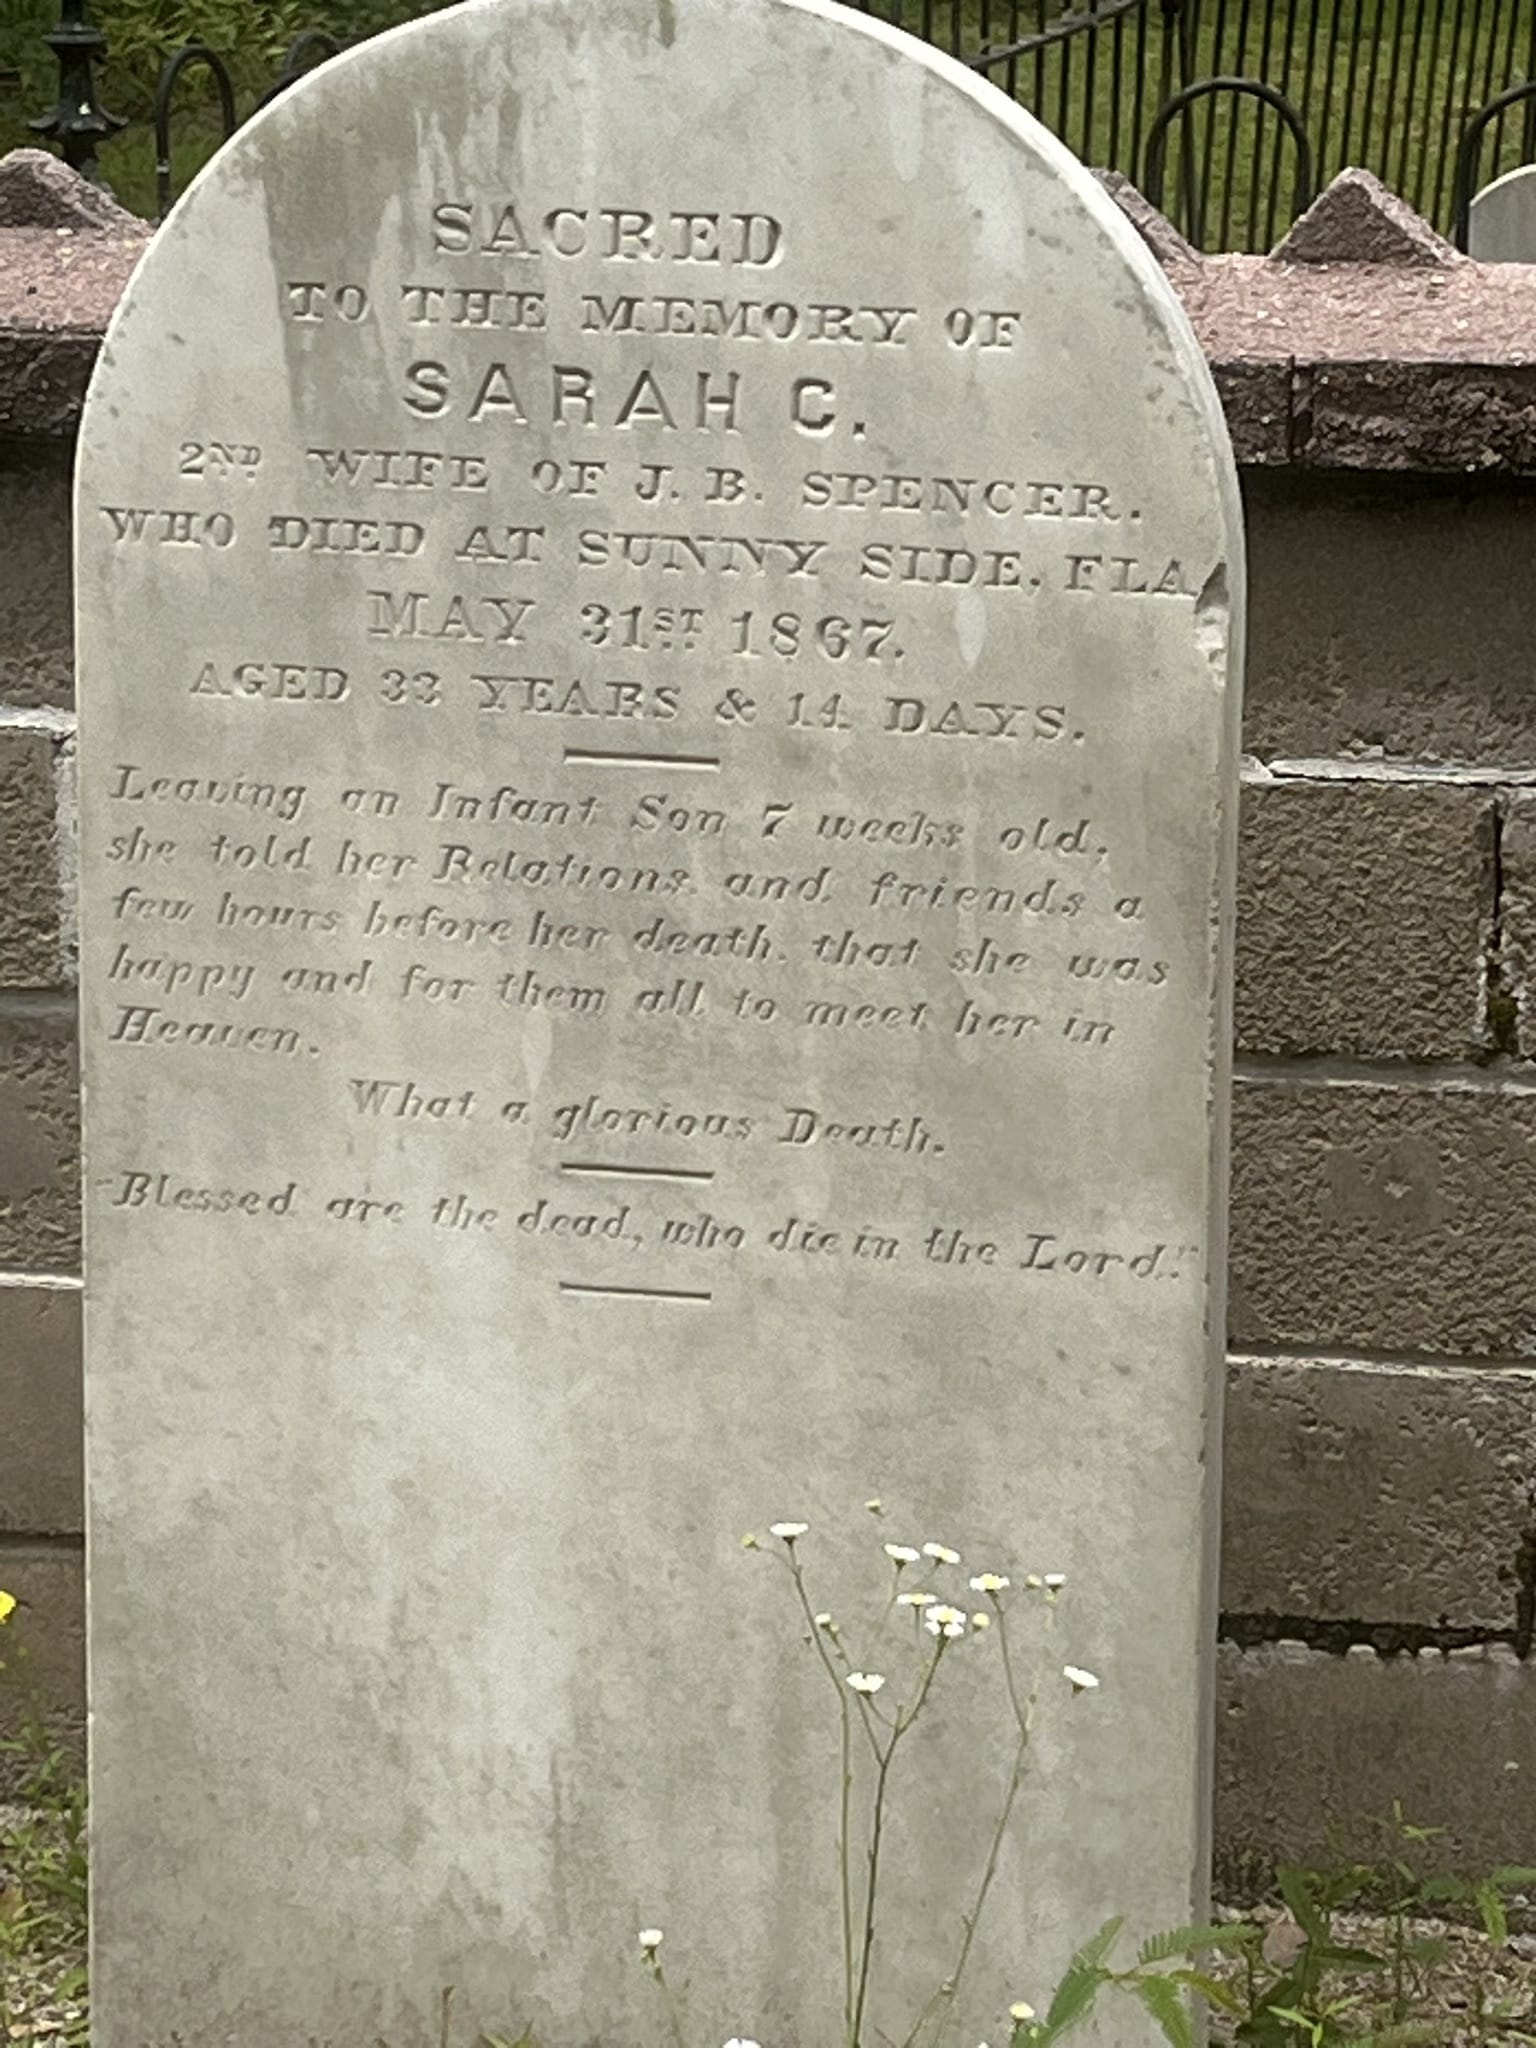 SACRED
TO THE MEMORY OF
SARAH C.
2ND WIFE OF J. B. SPENCER.
WHO DIED AT SUNNY SIDE, FLA
MAY 31ST 1867.
AGED 33 YEARS & 14 DAYS.
Leaving an Infant Son 7 weeks old,
she told her Relations and friends a
few hours before her death, that she was
happy and for them all to meet her in
Heaven.
What a glorious Death.
"Blessed are the dead, who die in the Lord."